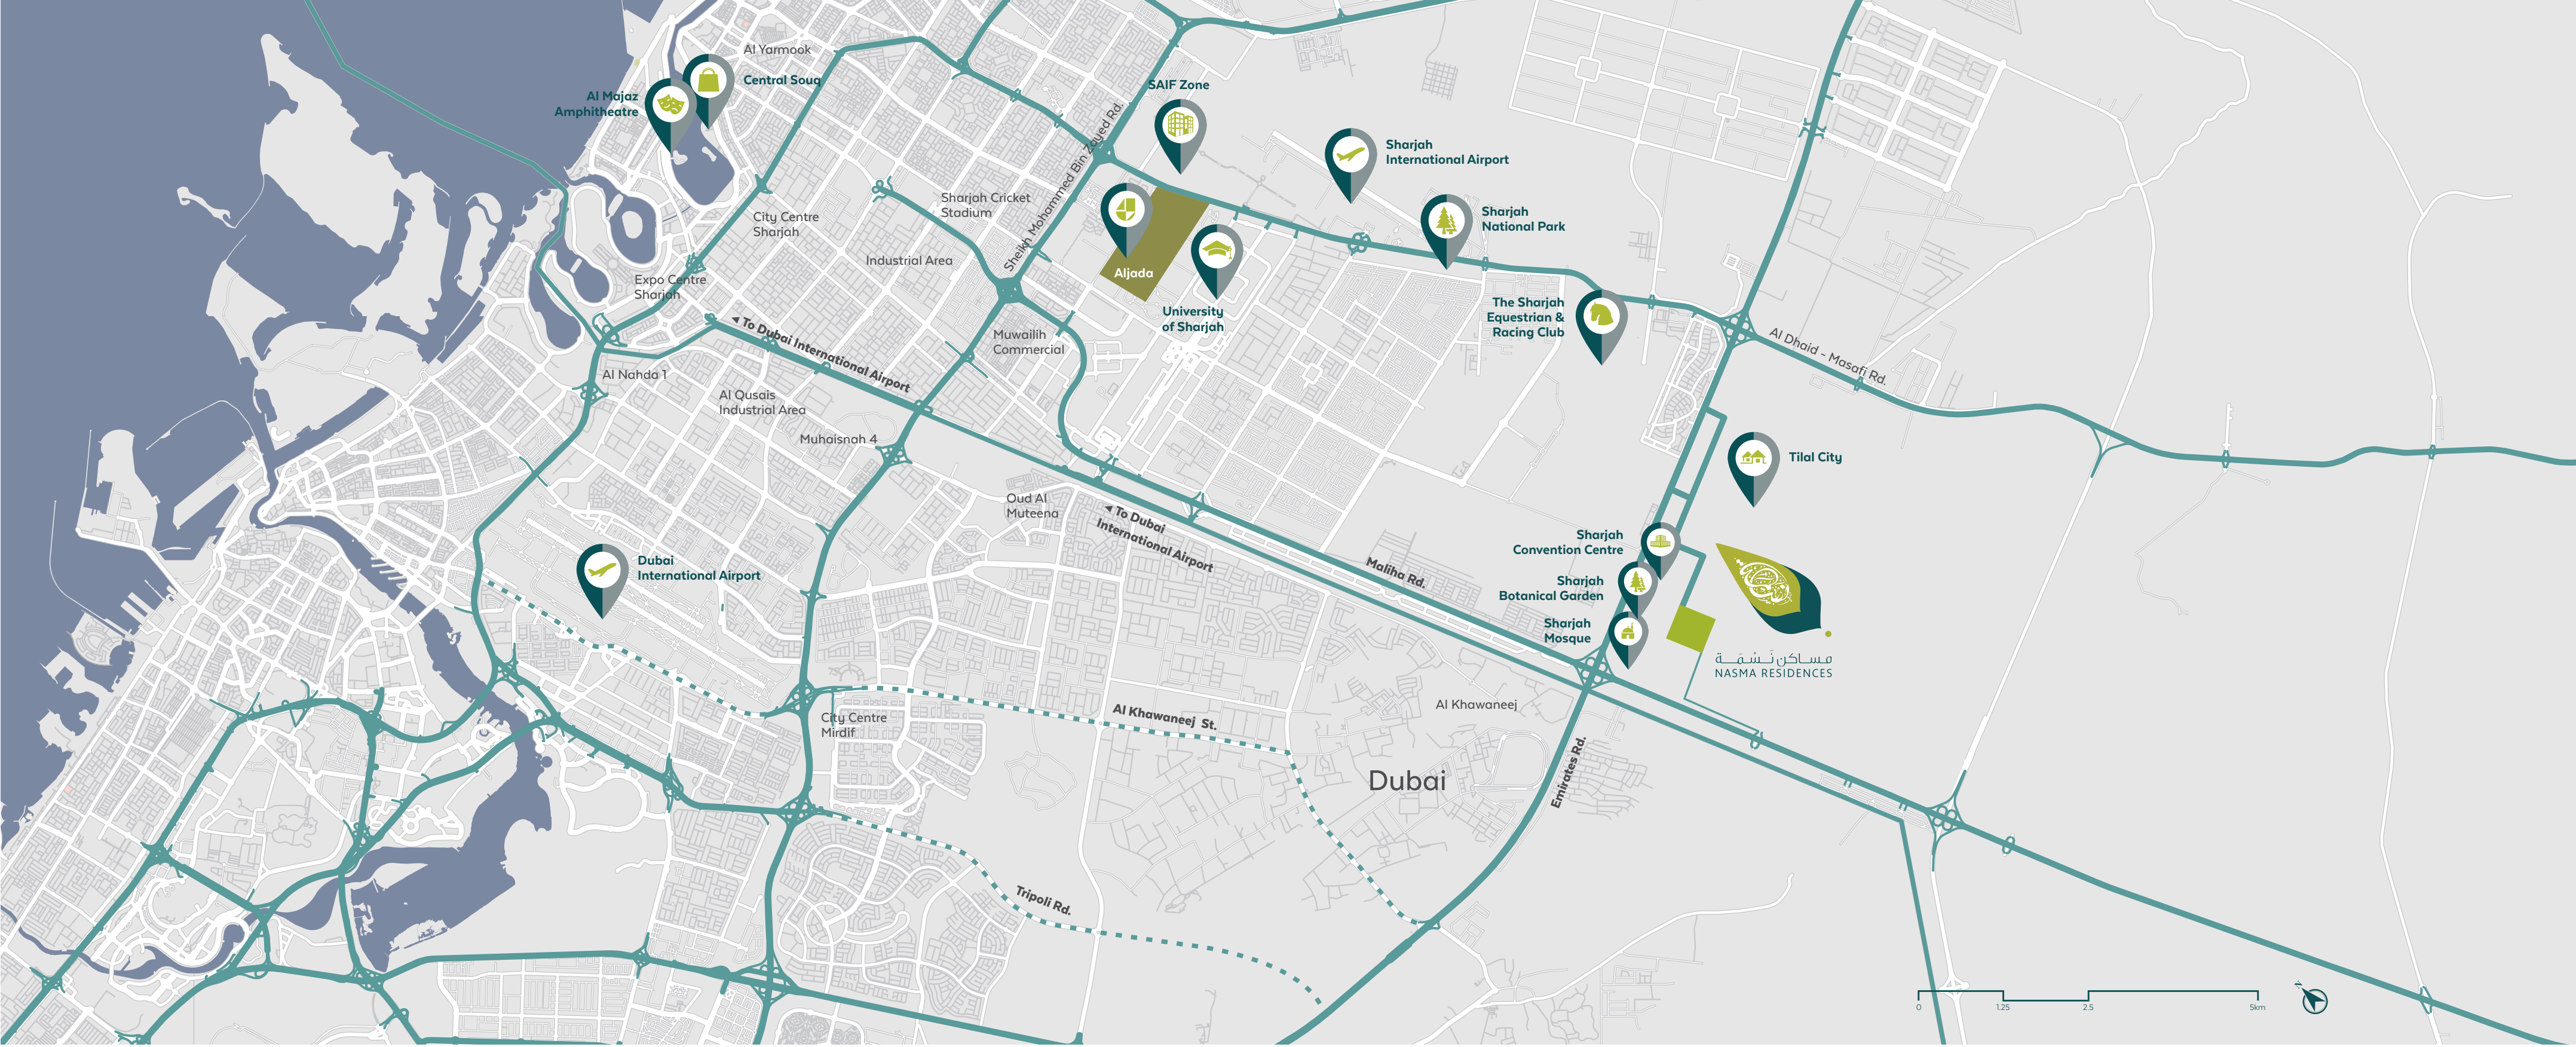 Al Yarmook
Central Souq
Al Majaz
Amphitheatre
SAIF Zone
Sheikh Mohammed Bin Zayed Rd.
Sharjah
International Airport
Sharjah
National Park
Sharjah Cricket
Stadium
City Centre
Sharjah
Industrial Area
Expo Centre
Sharjah
Aljada
University
of Sharjah
The Sharjah
Equestrian &
Racing Club
Al Dhaid - Masafi Rd.
◄ To Dubai International Airport
Muwailih
Commercial
Al Nahda 1
Al Qusais
Industrial Area
Muhaisnah 4
Tilal City
Oud Al
Muteena
◄ To Dubai
International Airport
Maliha Rd.
Sharjah
Convention Centre
Sharjah
Botanical Garden
Sharjah
Mosque
Dubai
International Airport
مساكن نَسْمَة
NASMA RESIDENCES
City Centre
Mirdif
Al Khawaneej St.
Al Khawaneej
Dubai
Emirates Rd.
Tripoli Rd.
0 1.25 2.5 5km